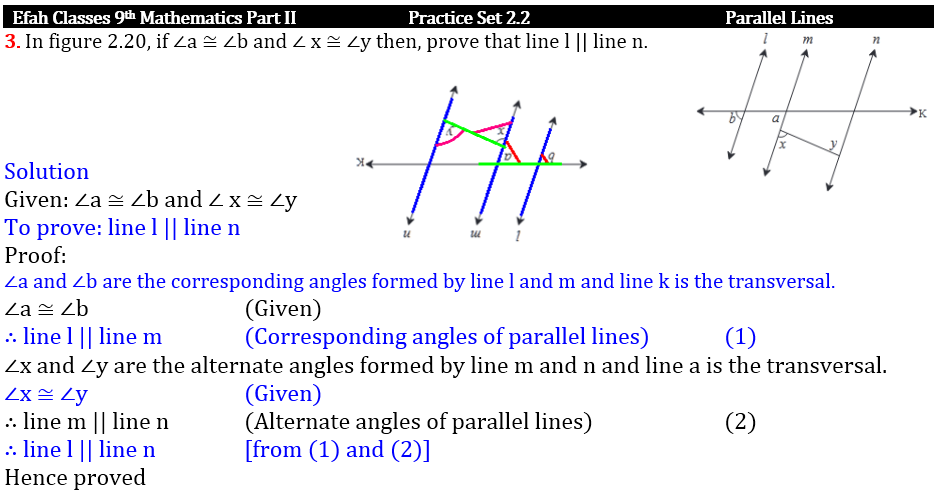 Efah Classes 9th Mathematics Part II Practice Set 2.2 Parallel Lines
3. In figure 2.20, if ∠a ≅ ∠b and ∠ x ≅ ∠y then, prove that line l || line n.
l m n
K
b a
x y
y x
a b
K
n m l
Solution
Given: ∠a ≅ ∠b and ∠ x ≅ ∠y
To prove: line l || line n
Proof:
∠a and ∠b are the corresponding angles formed by line l and m and line k is the transversal.
∠a ≅ ∠b (Given)
∴ line l || line m (Corresponding angles of parallel lines) (1)
∠x and ∠y are the alternate angles formed by line m and n and line a is the transversal.
∠x ≅ ∠y (Given)
∴ line m || line n (Alternate angles of parallel lines) (2)
∴ line l || line n [from (1) and (2)]
Hence proved